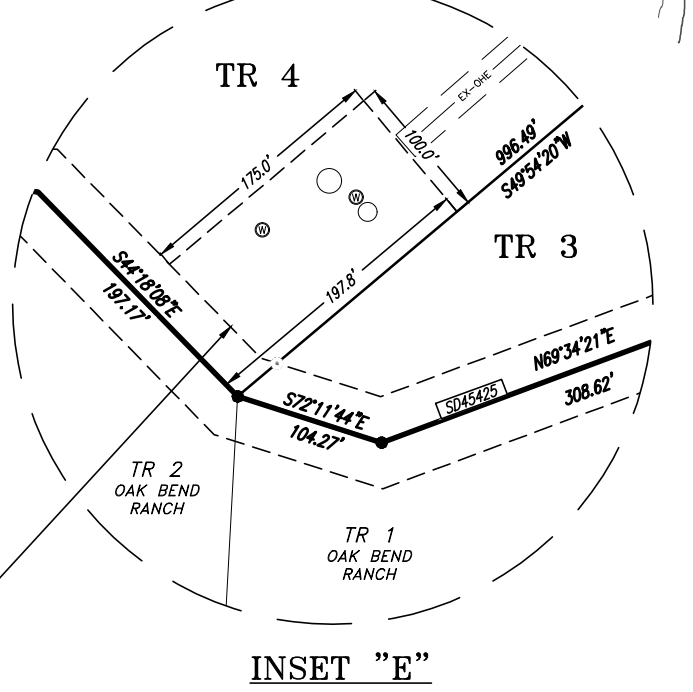 TR 4
EX-OHE
100.0'
996.49'
S49°54'20"W
175.0'
W
W
TR 3
S44°18'08"E
197.17'
197.8'
N69°34'21"E
308.62'
SD45425
S72°11'44"E
104.27'
TR 2
OAK BEND
RANCH
TR 1
OAK BEND
RANCH
INSET "E"